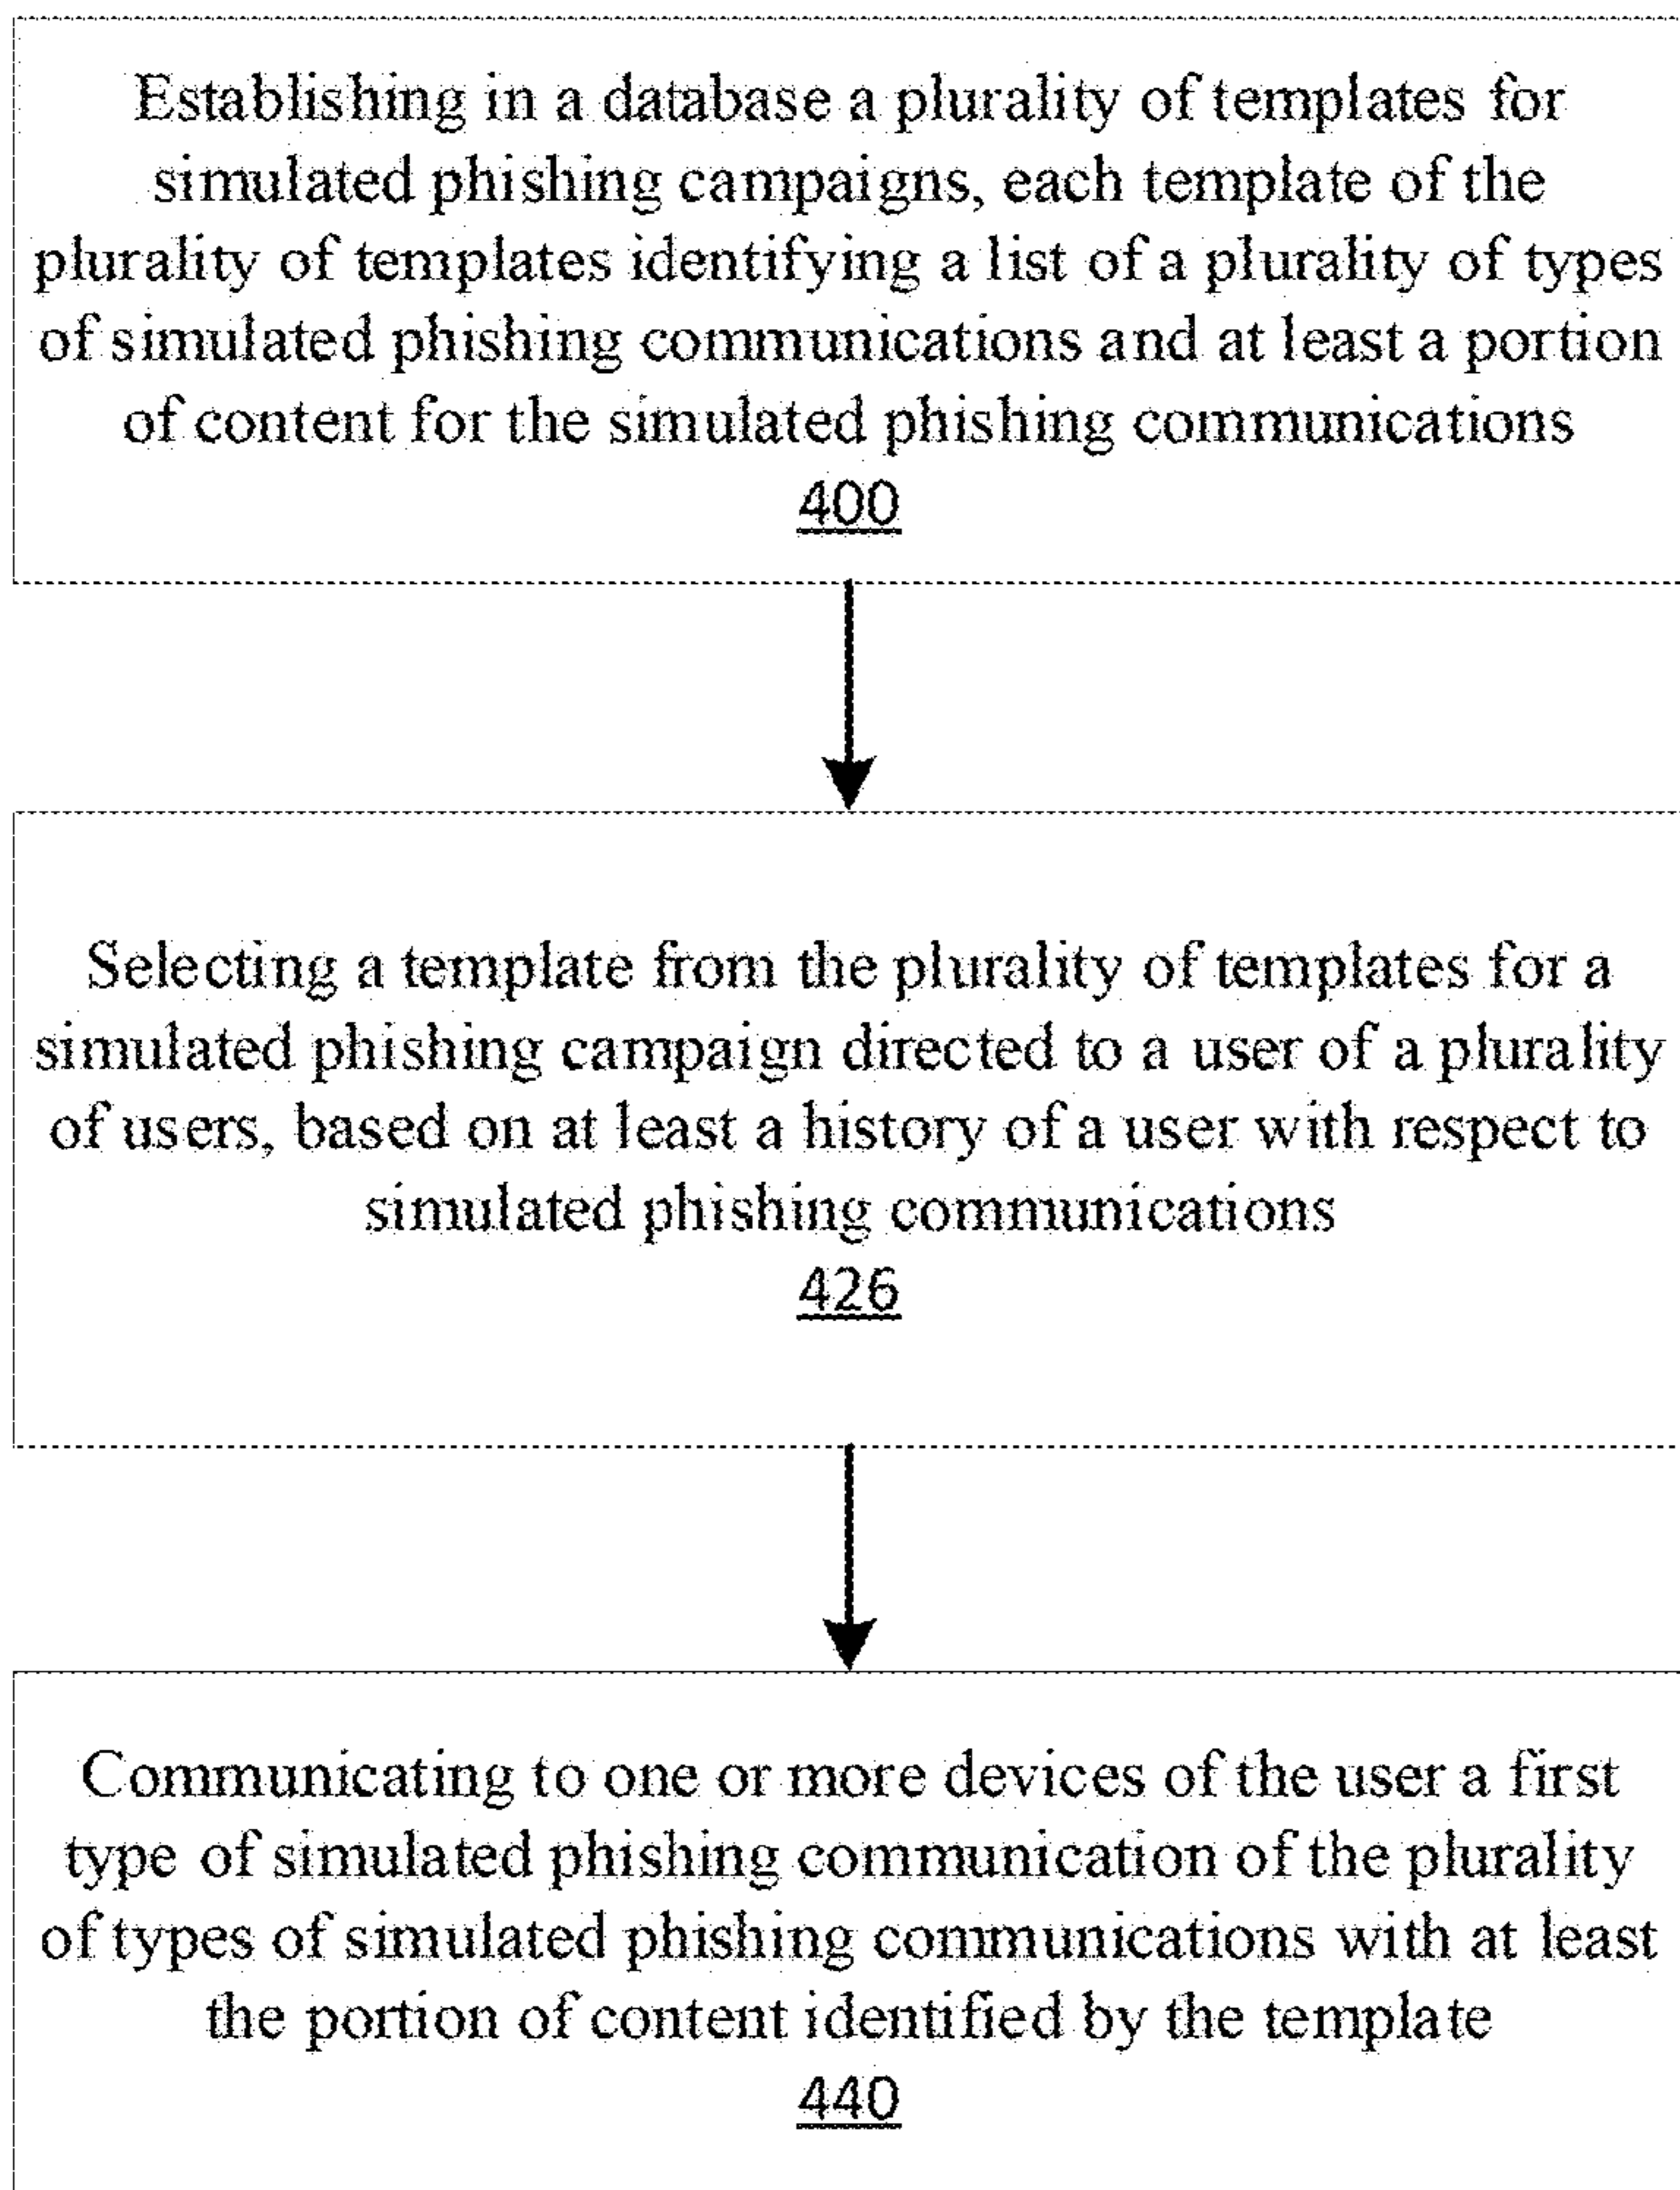 Establishing in a database a plurality of templates for
simulated phishing campaigns, each template of the
plurality of templates identifying a list of a plurality of types
of simulated phishing communications and at least a portion
of content for the simulated phishing communications
400
Selecting a template from the plurality of templates for a
simulated phishing campaign directed to a user of a plurality
of users, based on at least a history of a user with respect to
simulated phishing communications
426
Communicating to one or more devices of the user a first
type of simulated phishing communication of the plurality
of types of simulated phishing communications with at least
the portion of content identified by the template
440